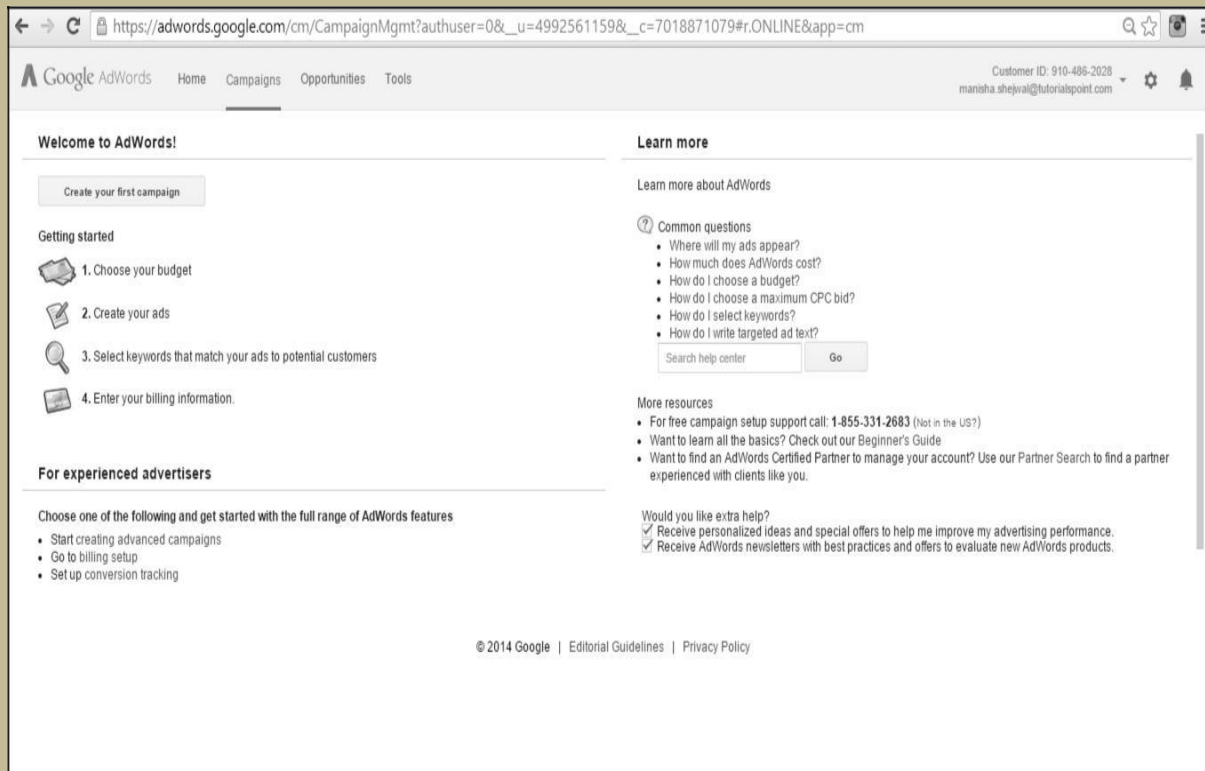 https://adwords.google.com/cm/CampaignMgmt?authuser=0&__u=4992561159&__c=7018871079#r.ONLINE&app=cm
Google AdWords Home Campaigns Opportunities Tools
Customer ID: 910-486-2028
manisha.shejwal@tutorialspoint.com
Welcome to AdWords!
Create your first campaign
Getting started
1. Choose your budget
2. Create your ads
3. Select keywords that match your ads to potential customers
4. Enter your billing information.
For experienced advertisers
Choose one of the following and get started with the full range of AdWords features
• Start creating advanced campaigns
• Go to billing setup
• Set up conversion tracking
Learn more
Learn more about AdWords
? Common questions
• Where will my ads appear?
• How much does AdWords cost?
• How do I choose a budget?
• How do I choose a maximum CPC bid?
• How do I select keywords?
• How do I write targeted ad text?
Search help center Go
More resources
• For free campaign setup support call: 1-855-331-2683 (Not in the US?)
• Want to learn all the basics? Check out our Beginner's Guide
• Want to find an AdWords Certified Partner to manage your account? Use our Partner Search to find a partner
experienced with clients like you.
Would you like extra help?
Receive personalized ideas and special offers to help me improve my advertising performance.
Receive AdWords newsletters with best practices and offers to evaluate new AdWords products.
© 2014 Google | Editorial Guidelines | Privacy Policy